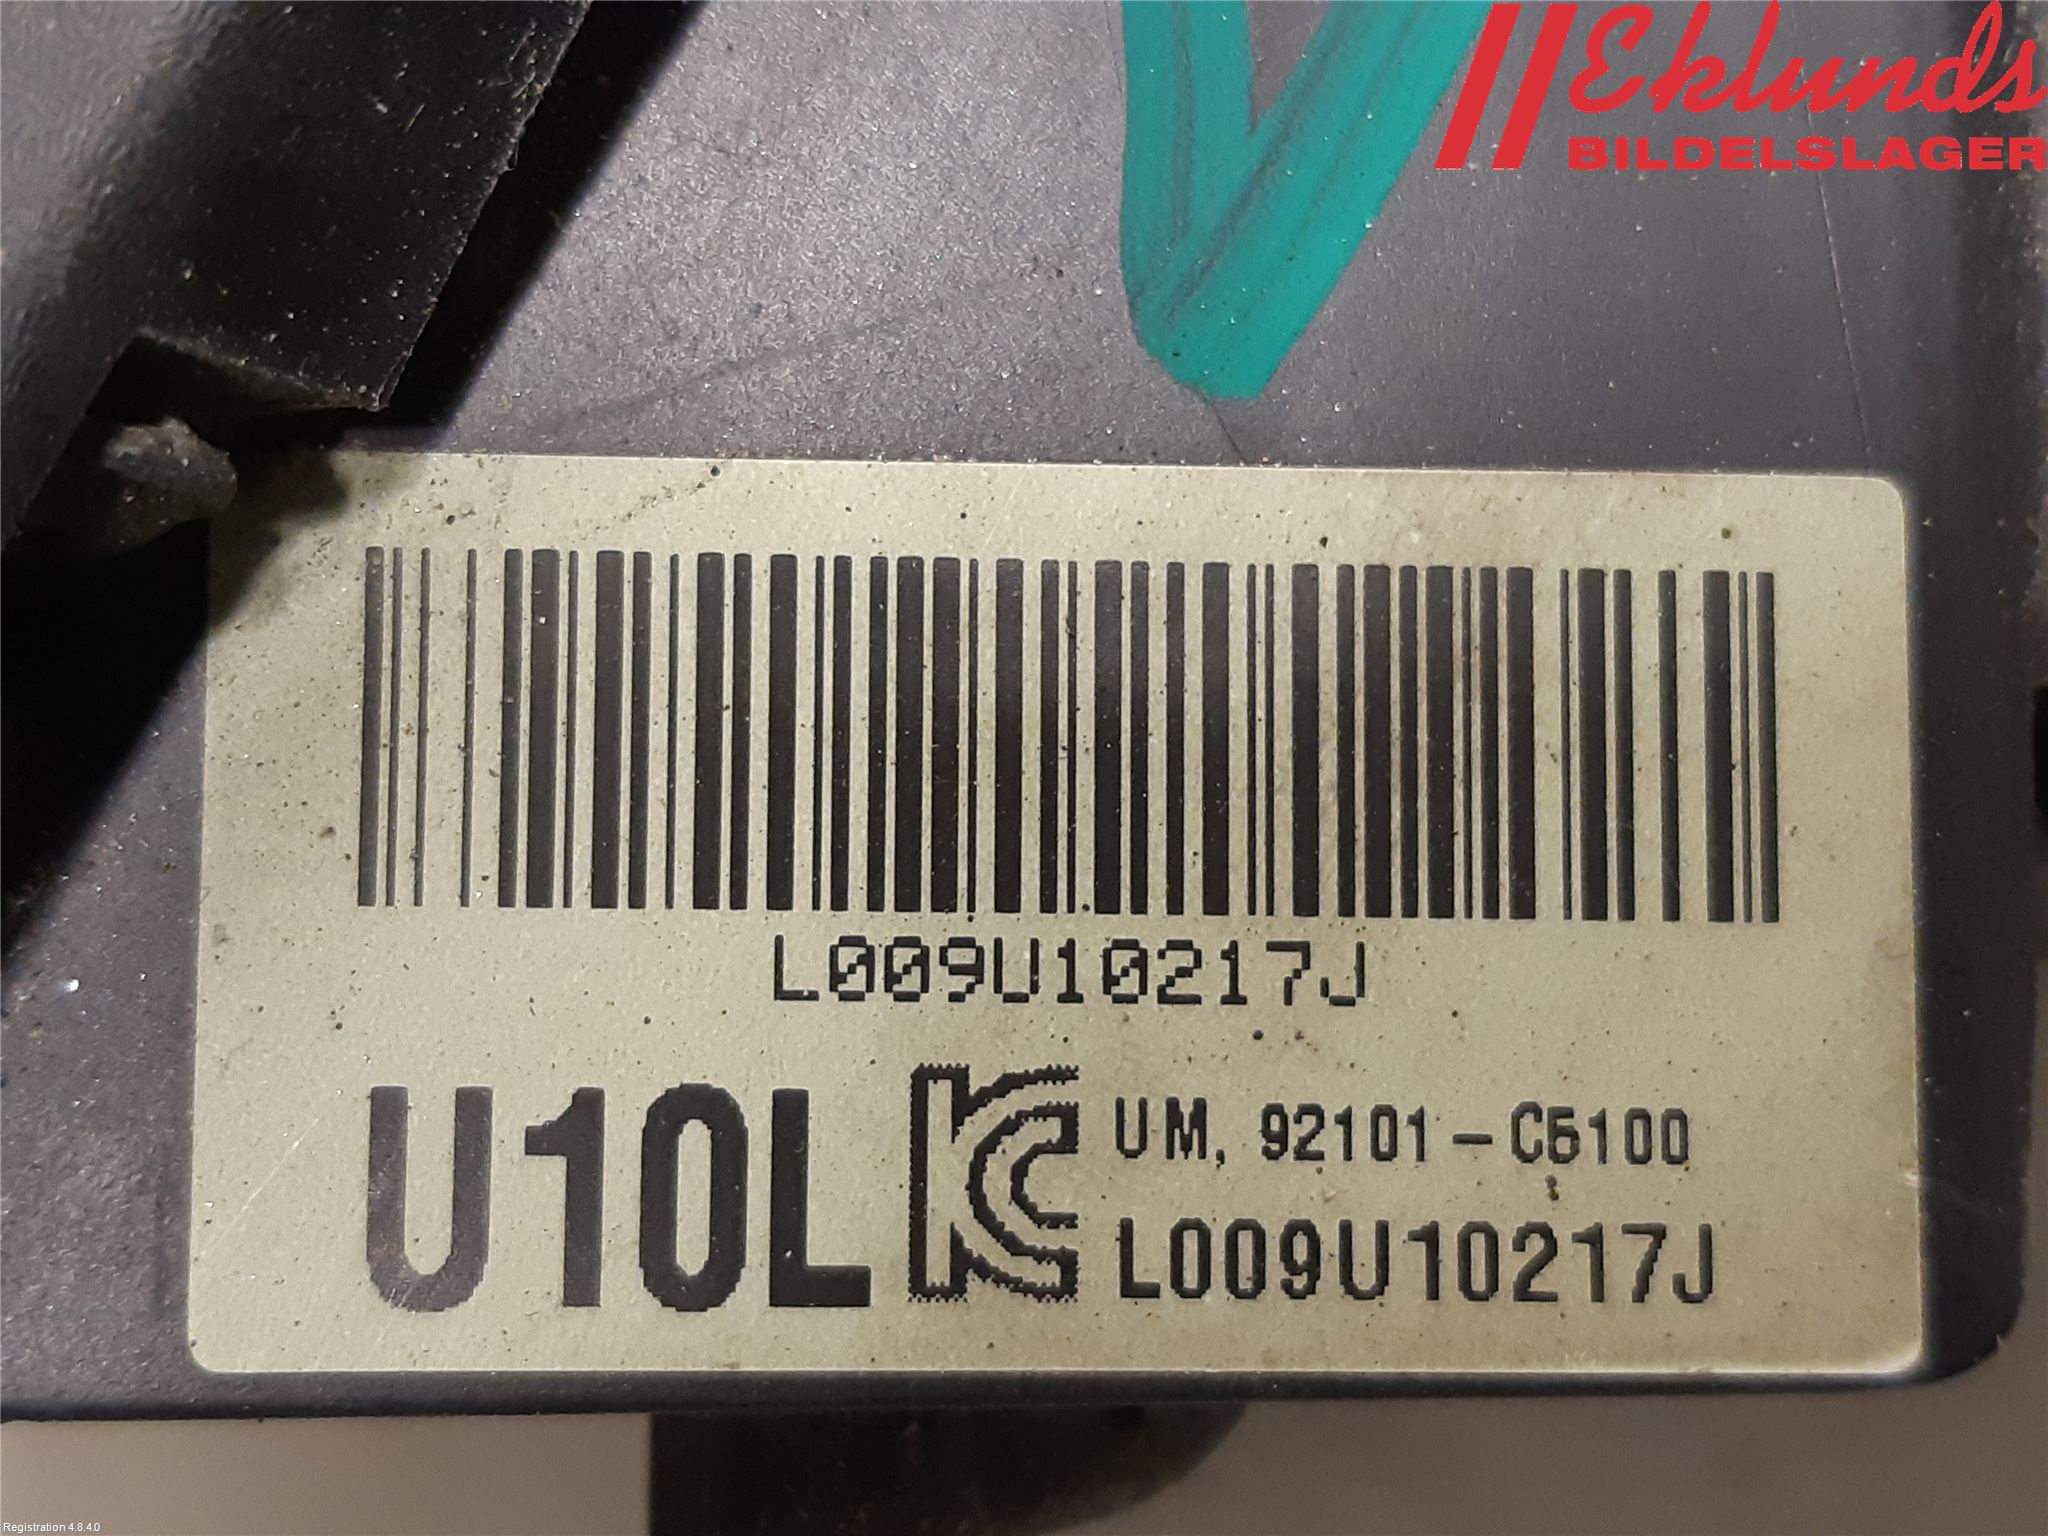 Eklunds
BILDELSLAGER
L009U10217J
U10L
UM, 92101-C5100
L009U10217J
Registration 4.8.4.0